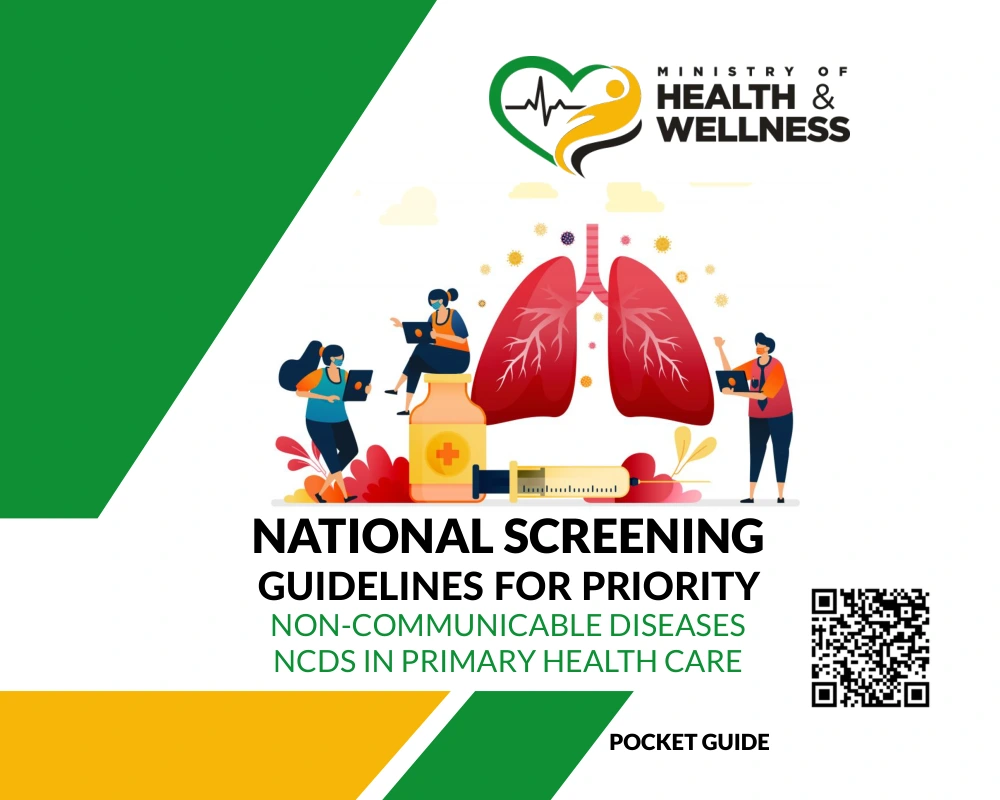 MINISTRY OF
HEALTH &
WELLNESS
NATIONAL SCREENING
GUIDELINES FOR PRIORITY
NON-COMMUNICABLE DISEASES
NCDS IN PRIMARY HEALTH CARE
POCKET GUIDE